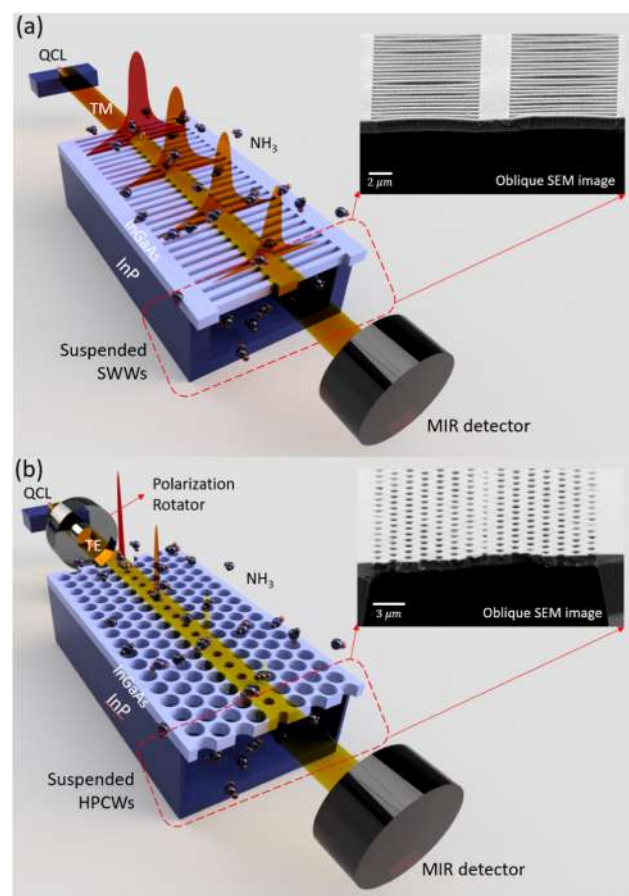 (a)
QCL
TM
NH3
2 μm
Oblique SEM image
InGaAs
InP
Suspended
SWWs
MIR detector
(b)
QCL
Polarization
Rotator
TE
NH3
3 μm
Oblique SEM image
InGaAs
InP
Suspended
HPCWs
MIR detector